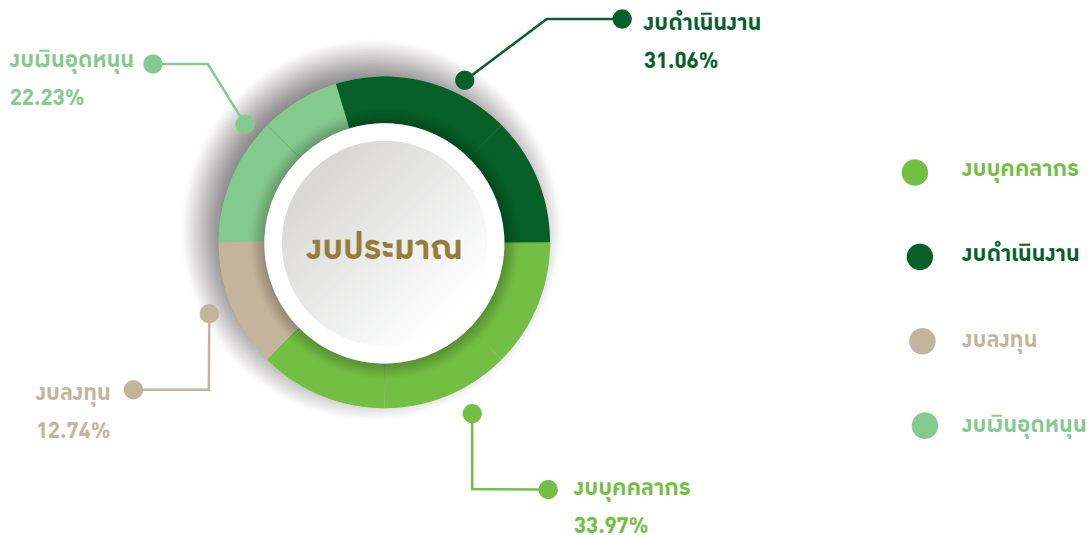 งบดำเนินงาน
31.06%
งบเงินอุดหนุน
22.23%
งบบุคคลากร
งบดำเนินงาน
งบประมาณ
งบลงทุน
งบลงทุน
12.74%
งบเงินอุดหนุน
งบบุคคลากร
33.97%